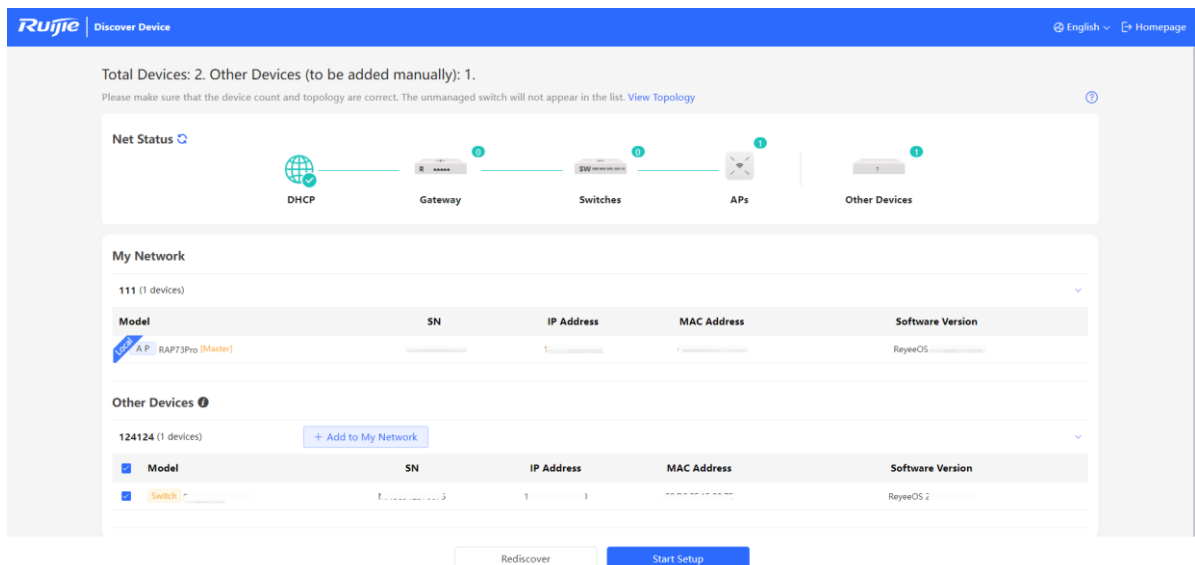 Ruijie Discover Device English Homepage
Total Devices: 2. Other Devices (to be added manually): 1.
Please make sure that the device count and topology are correct. The unmanaged switch will not appear in the list. View Topology
Net Status
0 0 1 1
R SW ?
DHCP Gateway Switches APs Other Devices
My Network
111 (1 devices)
Model SN IP Address MAC Address Software Version
Local AP RAP73Pro [Master] 1 ReyeeOS
Other Devices
124124 (1 devices) + Add to My Network
Model SN IP Address MAC Address Software Version
Switch 1 ReyeeOS 2
Rediscover Start Setup